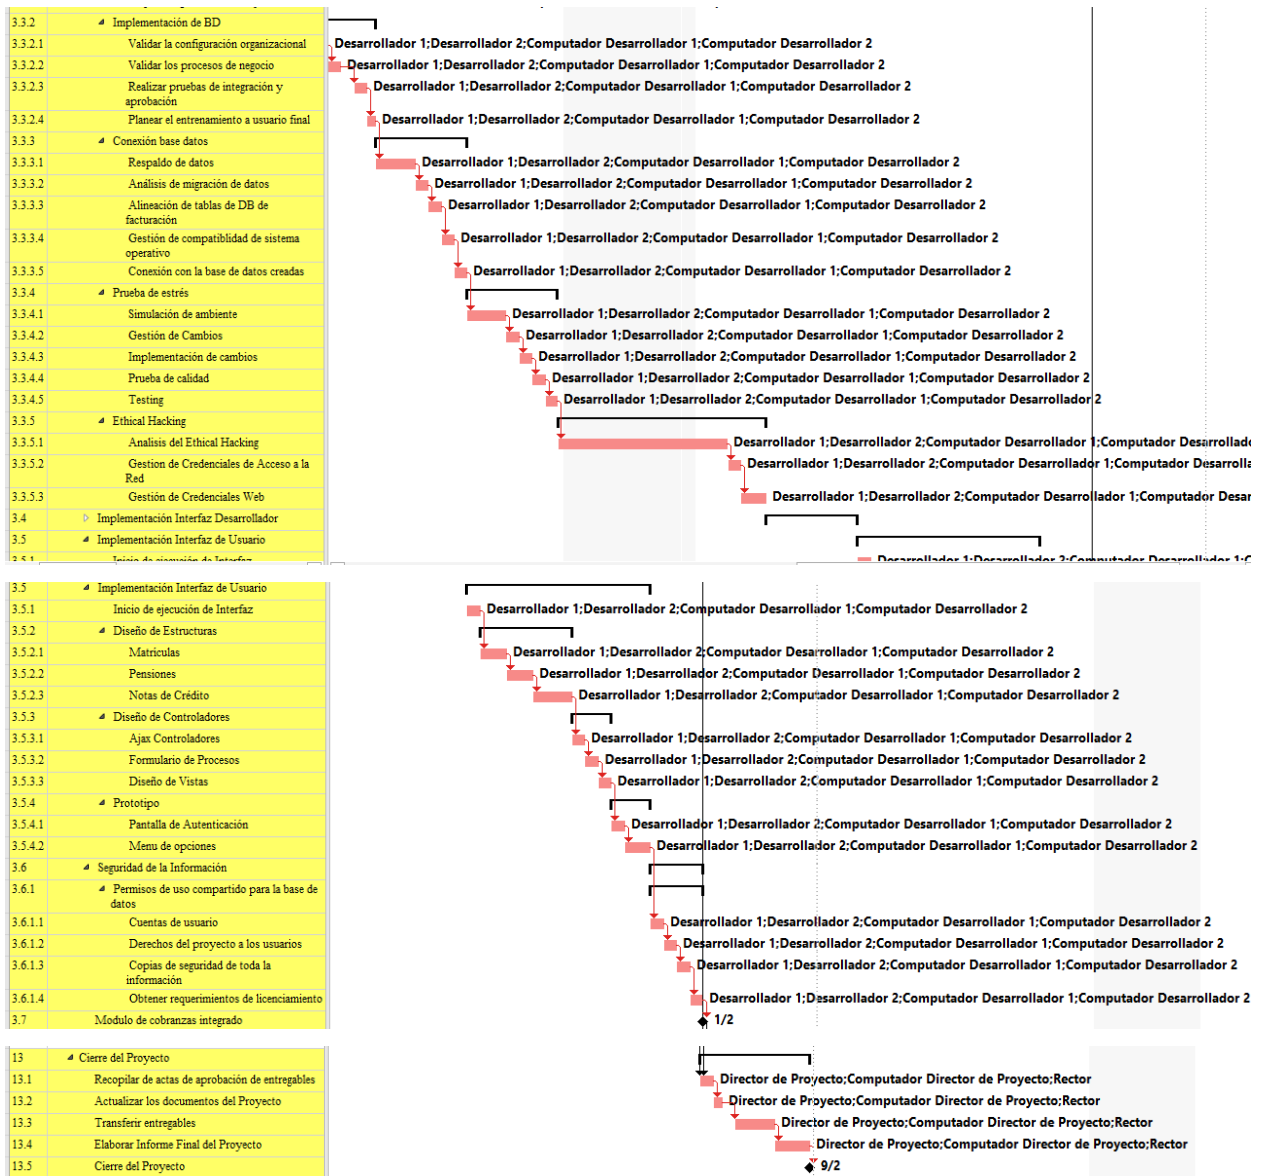 3.3.2 Implementación de BD
3.3.2.1 Validar la configuración organizacional Desarrollador 1;Desarrollador 2;Computador Desarrollador 1;Computador Desarrollador 2
3.3.2.2 Validar los procesos de negocio Desarrollador 1;Desarrollador 2;Computador Desarrollador 1;Computador Desarrollador 2
3.3.2.3 Realizar pruebas de integración y Desarrollador 1;Desarrollador 2;Computador Desarrollador 1;Computador Desarrollador 2
aprobación
3.3.2.4 Planear el entrenamiento a usuario final Desarrollador 1;Desarrollador 2;Computador Desarrollador 1;Computador Desarrollador 2
3.3.3 Conexión base datos
3.3.3.1 Respaldo de datos Desarrollador 1;Desarrollador 2;Computador Desarrollador 1;Computador Desarrollador 2
3.3.3.2 Análisis de migración de datos Desarrollador 1;Desarrollador 2;Computador Desarrollador 1;Computador Desarrollador 2
3.3.3.3 Alineación de tablas de DB de Desarrollador 1;Desarrollador 2;Computador Desarrollador 1;Computador Desarrollador 2
facturación
3.3.3.4 Gestión de compatiblidad de sistema Desarrollador 1;Desarrollador 2;Computador Desarrollador 1;Computador Desarrollador 2
operativo
3.3.3.5 Conexión con la base de datos creadas Desarrollador 1;Desarrollador 2;Computador Desarrollador 1;Computador Desarrollador 2
3.3.4 Prueba de estrés
3.3.4.1 Simulación de ambiente Desarrollador 1;Desarrollador 2;Computador Desarrollador 1;Computador Desarrollador 2
3.3.4.2 Gestión de Cambios Desarrollador 1;Desarrollador 2;Computador Desarrollador 1;Computador Desarrollador 2
3.3.4.3 Implementación de cambios Desarrollador 1;Desarrollador 2;Computador Desarrollador 1;Computador Desarrollador 2
3.3.4.4 Prueba de calidad Desarrollador 1;Desarrollador 2;Computador Desarrollador 1;Computador Desarrollador 2
3.3.4.5 Testing Desarrollador 1;Desarrollador 2;Computador Desarrollador 1;Computador Desarrollador 2
3.3.5 Ethical Hacking
3.3.5.1 Analisis del Ethical Hacking Desarrollador 1;Desarrollador 2;Computador Desarrollador 1;Computador Desarrollad
3.3.5.2 Gestion de Credenciales de Acceso a la Desarrollador 1;Desarrollador 2;Computador Desarrollador 1;Computador Desarrolla
Red
3.3.5.3 Gestión de Credenciales Web Desarrollador 1;Desarrollador 2;Computador Desarrollador 1;Computador Desar
3.4 Implementación Interfaz Desarrollador
3.5 Implementación Interfaz de Usuario
3.5.1 Inicio de ejecución de Interfaz Desarrollador 1;Desarrollador 2;Computador Desarrollador 1;C
3.5 Implementación Interfaz de Usuario
3.5.1 Inicio de ejecución de Interfaz Desarrollador 1;Desarrollador 2;Computador Desarrollador 1;Computador Desarrollador 2
3.5.2 Diseño de Estructuras
3.5.2.1 Matriculas Desarrollador 1;Desarrollador 2;Computador Desarrollador 1;Computador Desarrollador 2
3.5.2.2 Pensiones Desarrollador 1;Desarrollador 2;Computador Desarrollador 1;Computador Desarrollador 2
3.5.2.3 Notas de Crédito Desarrollador 1;Desarrollador 2;Computador Desarrollador 1;Computador Desarrollador 2
3.5.3 Diseño de Controladores
3.5.3.1 Ajax Controladores Desarrollador 1;Desarrollador 2;Computador Desarrollador 1;Computador Desarrollador 2
3.5.3.2 Formulario de Procesos Desarrollador 1;Desarrollador 2;Computador Desarrollador 1;Computador Desarrollador 2
3.5.3.3 Diseño de Vistas Desarrollador 1;Desarrollador 2;Computador Desarrollador 1;Computador Desarrollador 2
3.5.4 Prototipo
3.5.4.1 Pantalla de Autenticación Desarrollador 1;Desarrollador 2;Computador Desarrollador 1;Computador Desarrollador 2
3.5.4.2 Menu de opciones Desarrollador 1;Desarrollador 2;Computador Desarrollador 1;Computador Desarrollador 2
3.6 Seguridad de la Información
3.6.1 Permisos de uso compartido para la base de
datos
3.6.1.1 Cuentas de usuario Desarrollador 1;Desarrollador 2;Computador Desarrollador 1;Computador Desarrollador 2
3.6.1.2 Derechos del proyecto a los usuarios Desarrollador 1;Desarrollador 2;Computador Desarrollador 1;Computador Desarrollador 2
3.6.1.3 Copias de seguridad de toda la Desarrollador 1;Desarrollador 2;Computador Desarrollador 1;Computador Desarrollador 2
información
3.6.1.4 Obtener requerimientos de licenciamiento Desarrollador 1;Desarrollador 2;Computador Desarrollador 1;Computador Desarrollador 2
3.7 Modulo de cobranzas integrado 1/2
13 Cierre del Proyecto
13.1 Recopilar de actas de aprobación de entregables Director de Proyecto;Computador Director de Proyecto;Rector
13.2 Actualizar los documentos del Proyecto Director de Proyecto;Computador Director de Proyecto;Rector
13.3 Transferir entregables Director de Proyecto;Computador Director de Proyecto;Rector
13.4 Elaborar Informe Final del Proyecto Director de Proyecto;Computador Director de Proyecto;Rector
13.5 Cierre del Proyecto 9/2